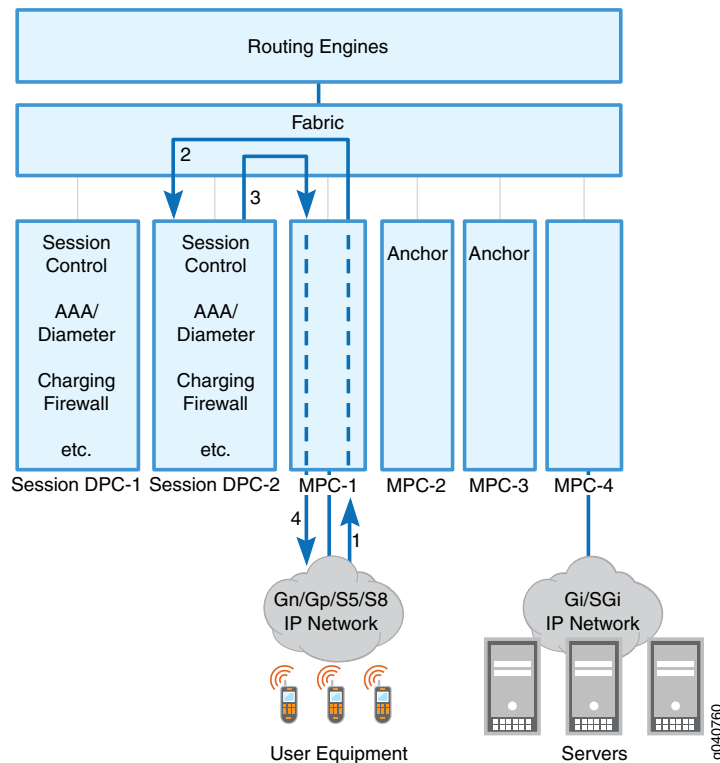 Routing Engines
Fabric
2
3
Session
Control
AAA/
Diameter
Charging
Firewall
etc.
Session DPC-1
Session
Control
AAA/
Diameter
Charging
Firewall
etc.
Session DPC-2
MPC-1
Anchor
MPC-2
Anchor
MPC-3
MPC-4
4
1
Gn/Gp/S5/S8
IP Network
Gi/SGi
IP Network
User Equipment
Servers
g040760